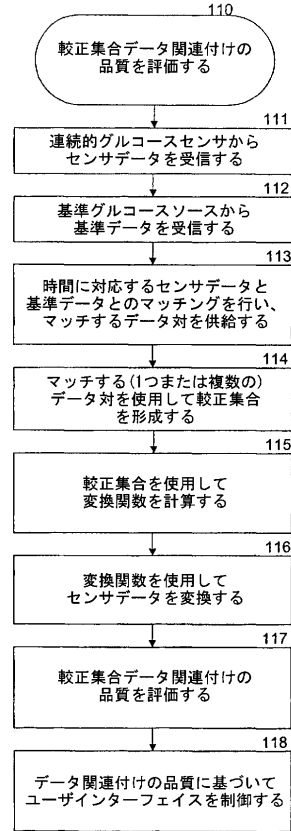 110
較正集合データ関連付けの
品質を評価する
111
連続的グルコースセンサから
センサデータを受信する
112
基準グルコースソースから
基準データを受信する
113
時間に対応するセンサデータと
基準データとのマッチングを行い、
マッチするデータ対を供給する
114
マッチする(1つまたは複数の)
データ対を使用して較正集合
を形成する
115
較正集合を使用して
変換関数を計算する
116
変換関数を使用して
センサデータを変換する
117
較正集合データ関連付けの
品質を評価する
118
データ関連付けの品質に基づいて
ユーザインターフェイスを制御する